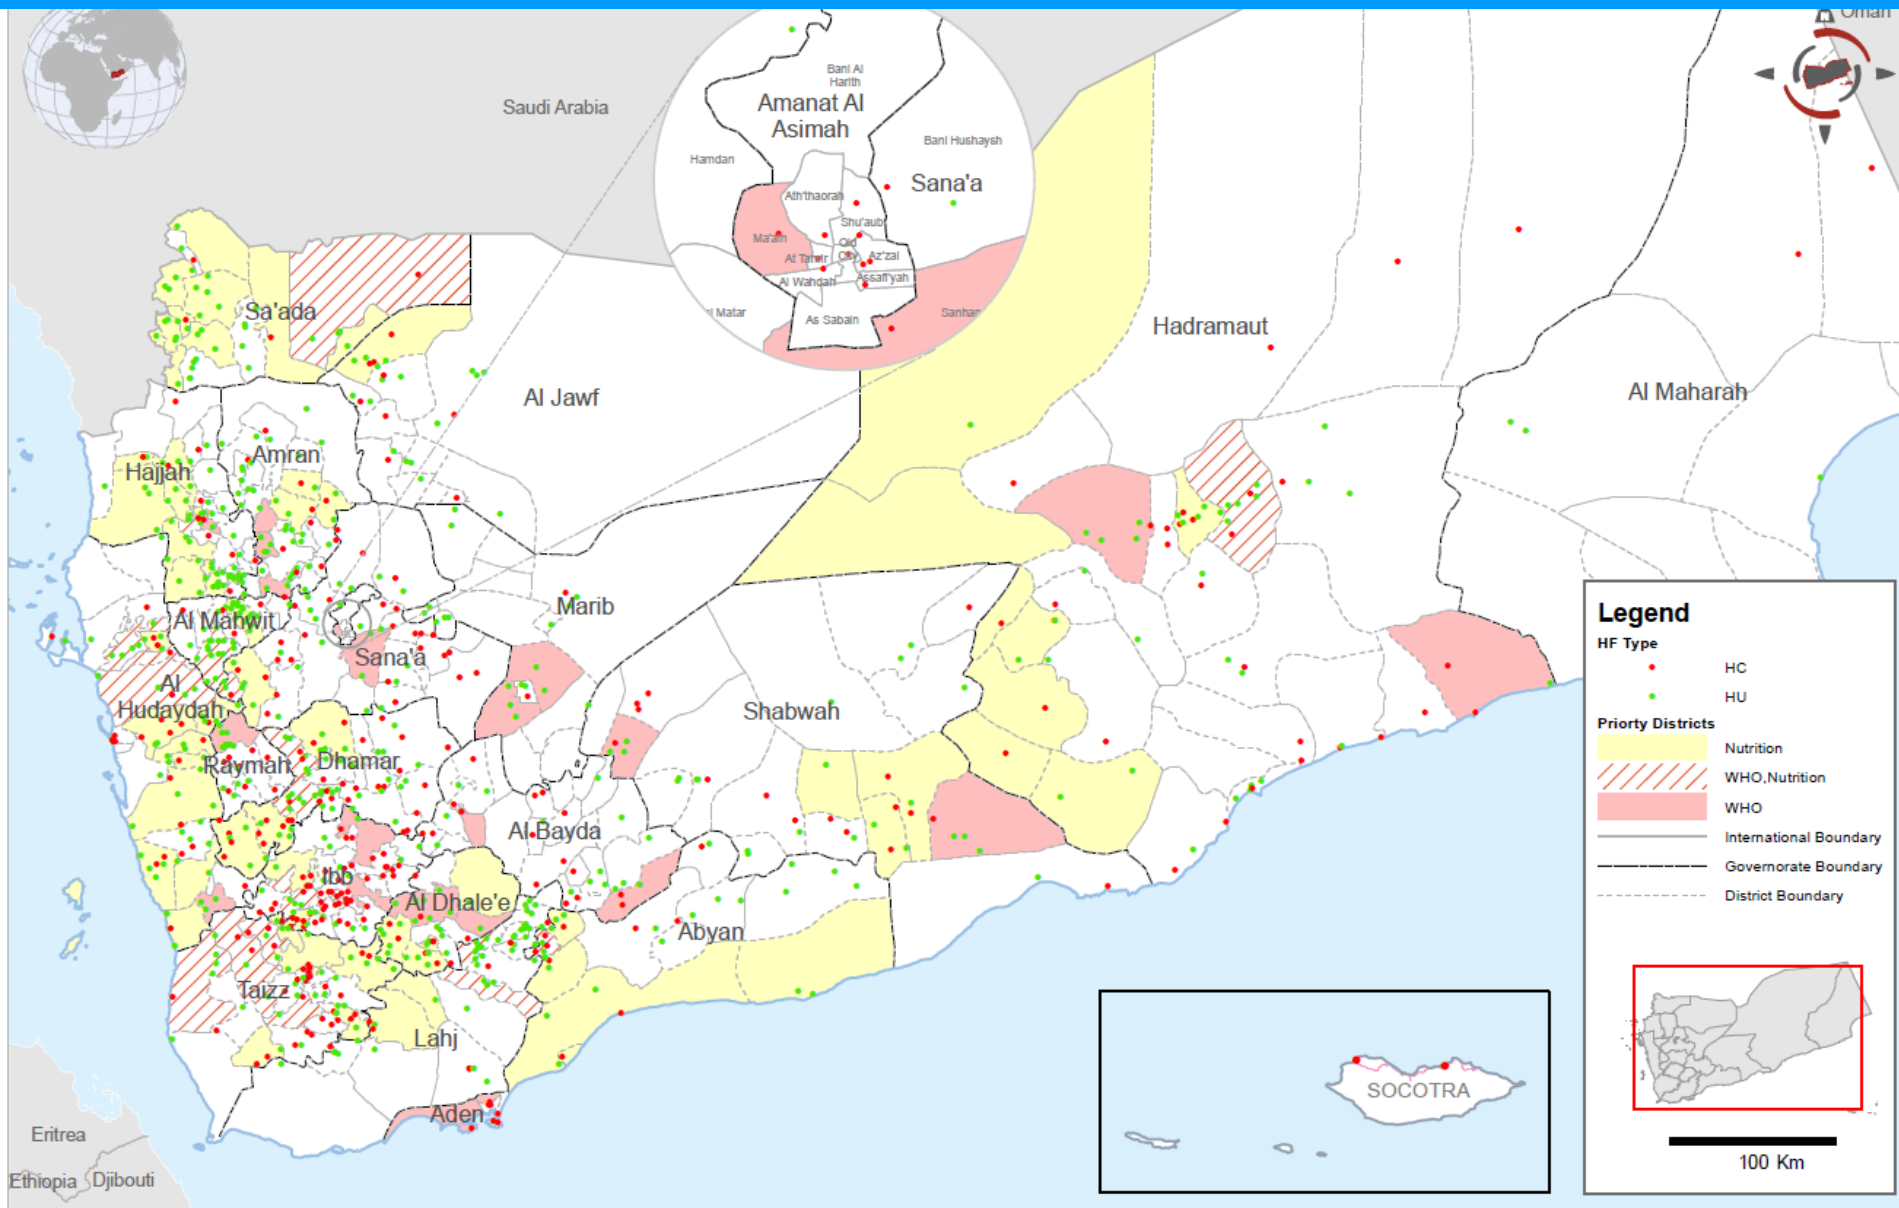 Oman
Saudi Arabia
Bani Al
Harith
Amanat Al
Asimah
Bani Hushaysh
Hamdan
Sana'a
Ath'thaorah
Shu'aub
Ma'ain
Old
City
At Tahrir
Az'zal
Al Wahdah
Assafi'yah
Matar
As Sabain
Sanhan
Sa'ada
Hadramaut
Al Jawf
Al Maharah
Hajjah
Amran
Marib
Al Mahwit
Sana'a
Al
Hudaydah
Shabwah
Raymah
Dhamar
Al Bayda
Ibb
Al Dhale'e
Abyan
Taizz
Lahj
Aden
SOCOTRA
Eritrea
Ethiopia
Djibouti
Legend
HF Type
HC
HU
Priorty Districts
Nutrition
WHO,Nutrition
WHO
International Boundary
Governorate Boundary
District Boundary
100 Km